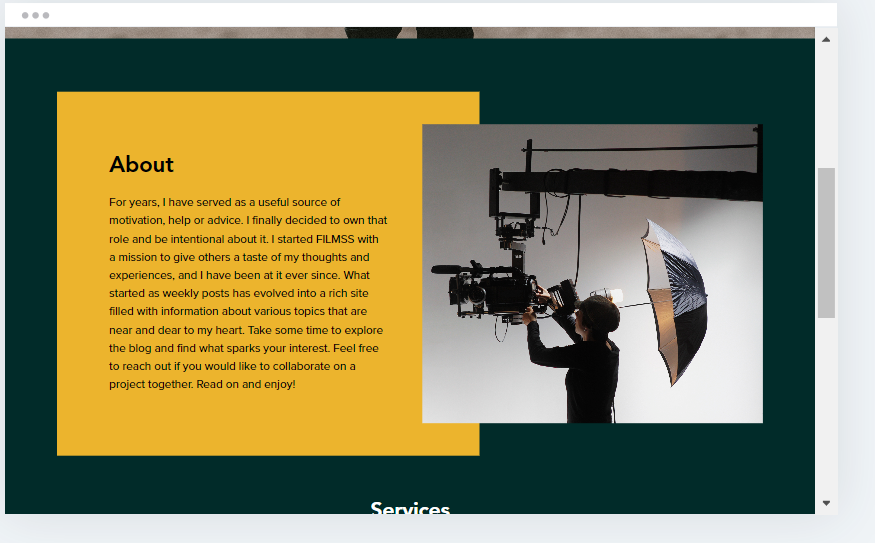 About
For years, I have served as a useful source of
motivation, help or advice. I finally decided to own that
role and be intentional about it. I started FILMSS with
a mission to give others a taste of my thoughts and
experiences, and I have been at it ever since. What
started as weekly posts has evolved into a rich site
filled with information about various topics that are
near and dear to my heart. Take some time to explore
the blog and find what sparks your interest. Feel free
to reach out if you would like to collaborate on a
project together. Read on and enjoy!
Services